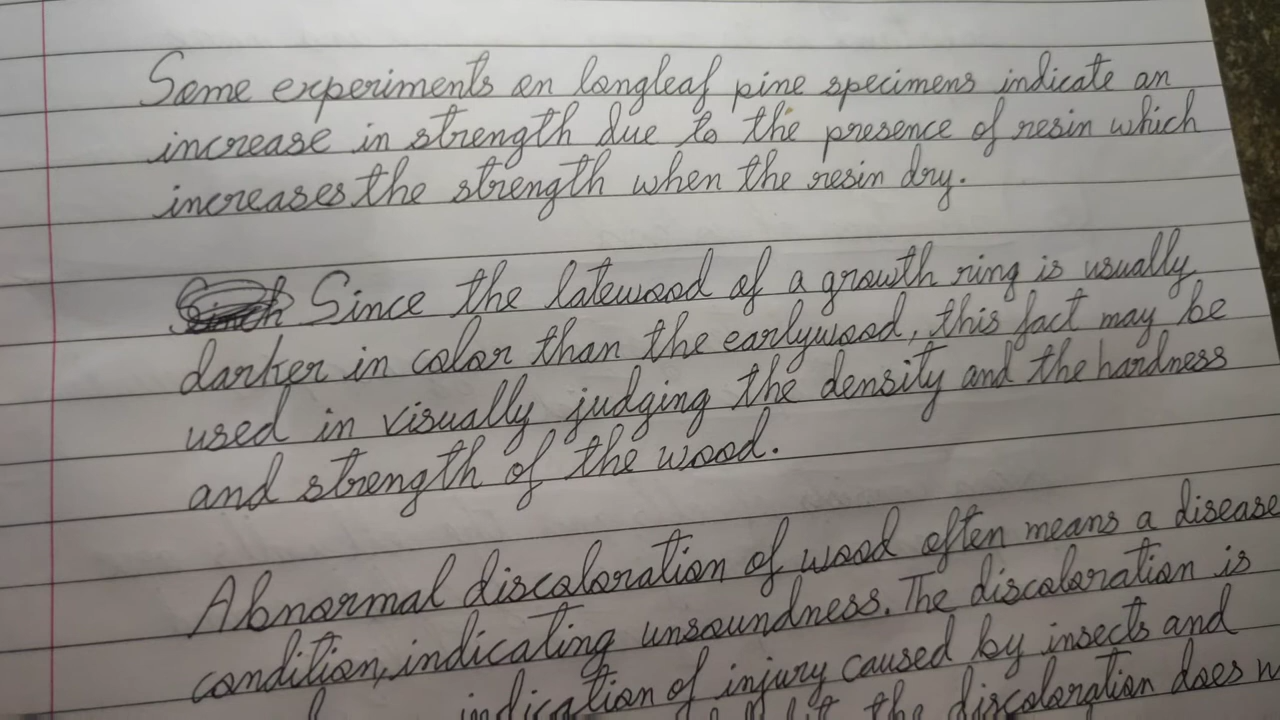 Some experiments on longleaf pine specimens indicate an
increase in strength due to the presence of resin which
increases the strength when the resin dry.
Since the latewood of a growth ring is usually
darker in color than the earlywood, this fact may be
used in visually judging the density and the hardness
and strength of the wood.
Abnormal discoloration of wood often means a disease
condition, indicating unsoundness. The discoloration is
indication of injury caused by insects and
the discoloration does